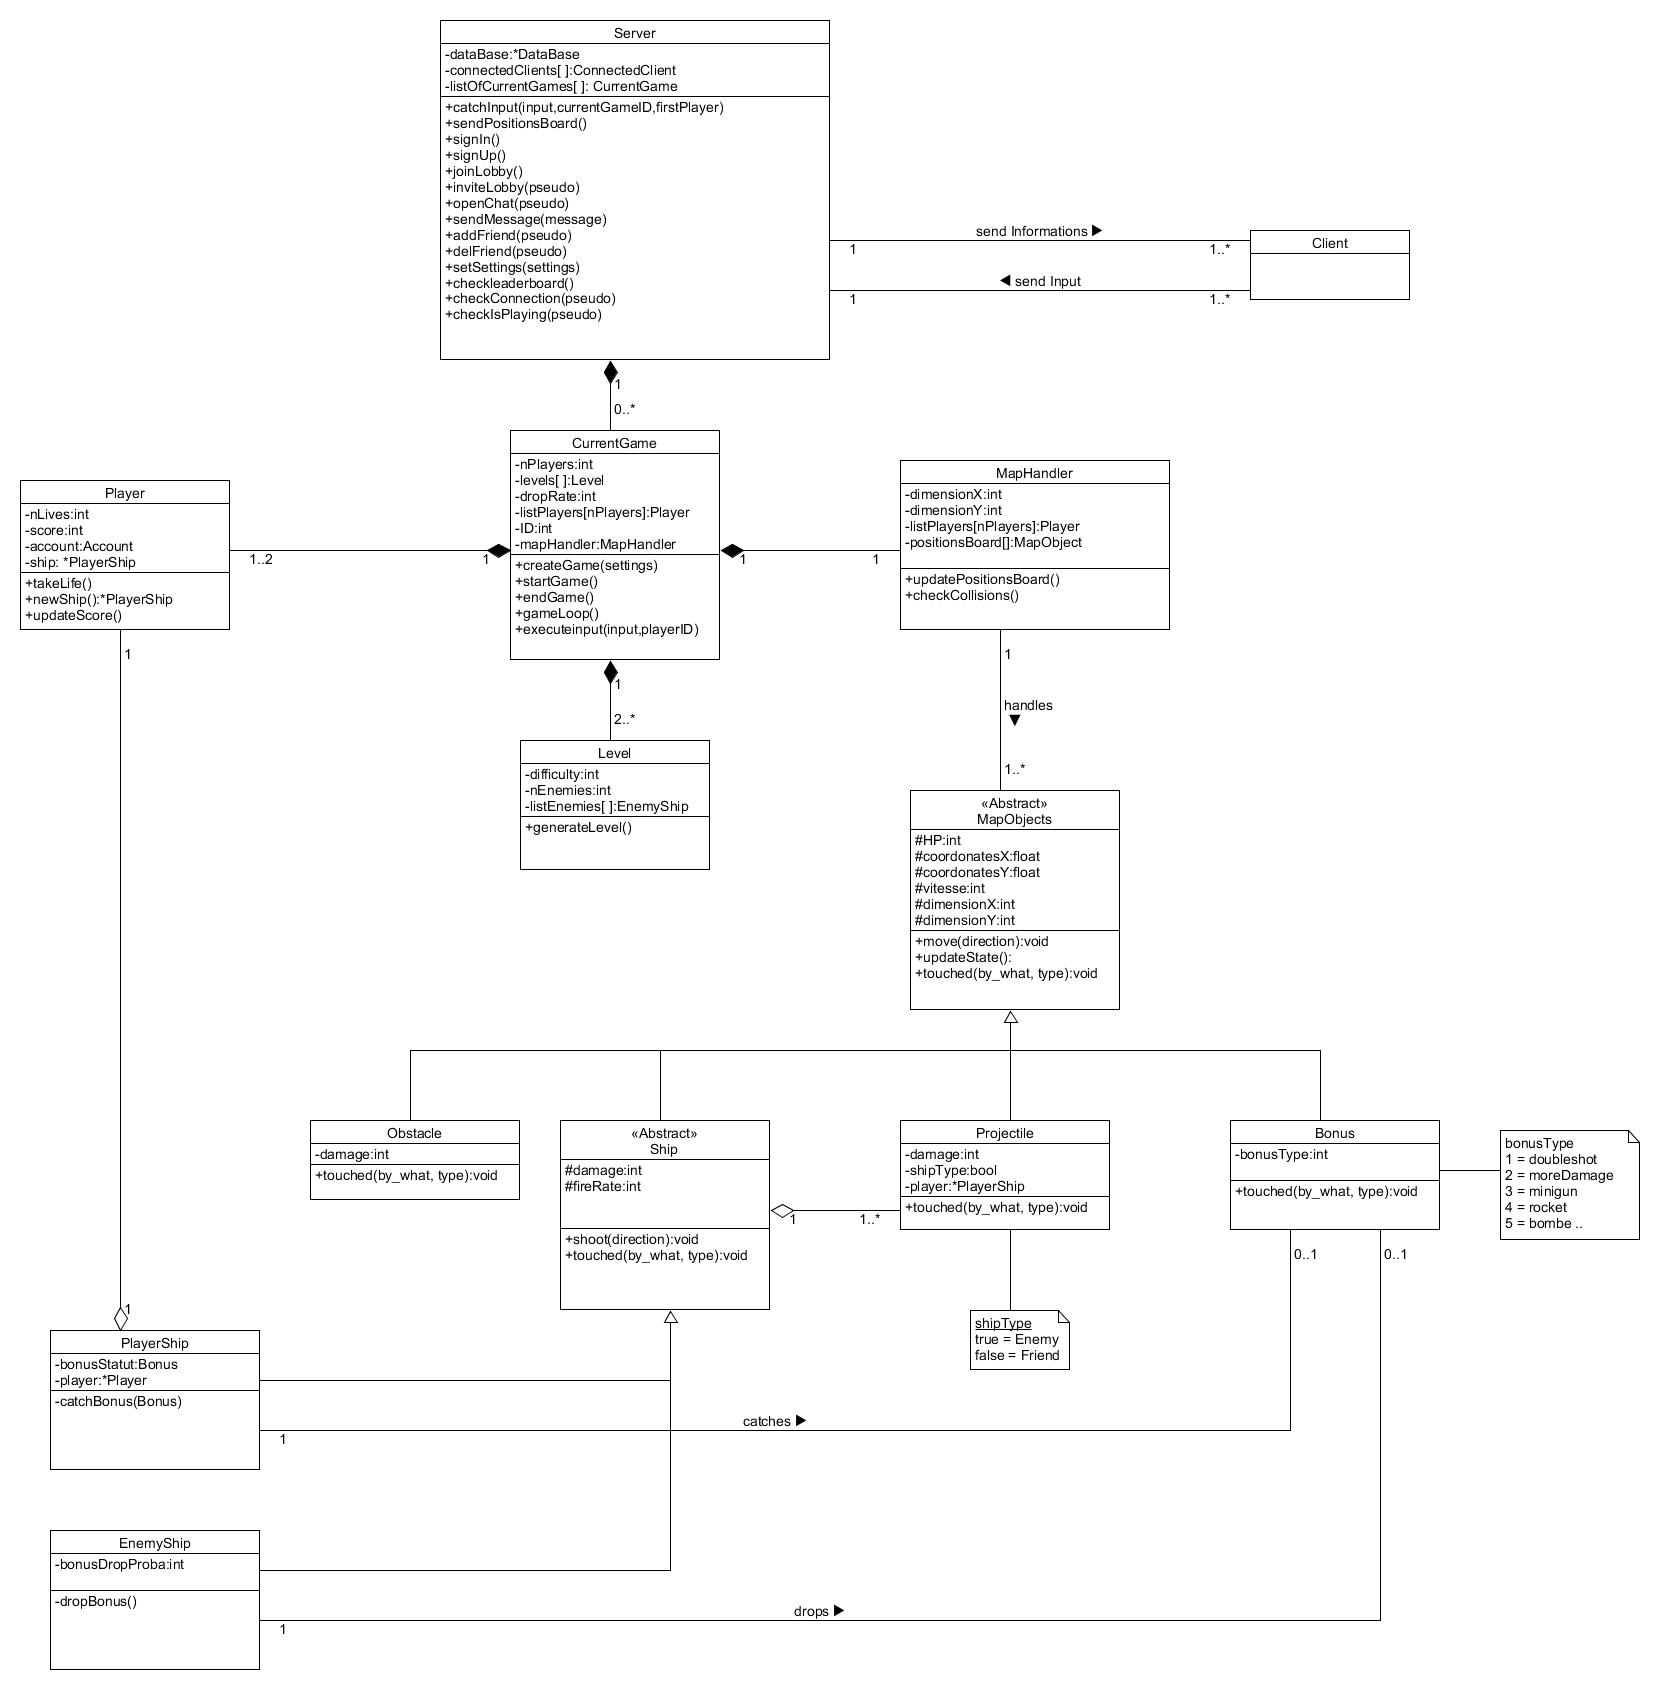 Server
-dataBase:*DataBase
-connectedClients[ ]:ConnectedClient
-listOfCurrentGames[ ]: CurrentGame
+catchInput(input,currentGameID,firstPlayer)
+sendPositionsBoard()
+signIn()
+signUp()
+joinLobby()
+inviteLobby(pseudo)
+openChat(pseudo)
+sendMessage(message)
+addFriend(pseudo)
+delFriend(pseudo)
+setSettings(settings)
+checkleaderboard()
+checkConnection(pseudo)
+checkIsPlaying(pseudo)
send Informations ▶
1
1..*
◀ send Input
1
1..*
Client
1
0..*
CurrentGame
-nPlayers:int
-levels[ ]:Level
-dropRate:int
-listPlayers[nPlayers]:Player
-ID:int
-mapHandler:MapHandler
+createGame(settings)
+startGame()
+endGame()
+gameLoop()
+executeinput(input,playerID)
Player
-nLives:int
-score:int
-account:Account
-ship: *PlayerShip
+takeLife()
+newShip():*PlayerShip
+updateScore()
1..2
1
1
1
MapHandler
-dimensionX:int
-dimensionY:int
-listPlayers[nPlayers]:Player
-positionsBoard[]:MapObject
+updatePositionsBoard()
+checkCollisions()
1
1
2..*
Level
-difficulty:int
-nEnemies:int
-listEnemies[ ]:EnemyShip
+generateLevel()
1
handles
▼
1..*
«Abstract»
MapObjects
#HP:int
#coordonatesX:float
#coordonatesY:float
#vitesse:int
#dimensionX:int
#dimensionY:int
+move(direction):void
+updateState():
+touched(by_what, type):void
Obstacle
-damage:int
+touched(by_what, type):void
«Abstract»
Ship
#damage:int
#fireRate:int
+shoot(direction):void
+touched(by_what, type):void
1
1..*
Projectile
-damage:int
-shipType:bool
-player:*PlayerShip
+touched(by_what, type):void
Bonus
-bonusType:int
+touched(by_what, type):void
bonusType
1 = doubleshot
2 = moreDamage
3 = minigun
4 = rocket
5 = bombe ..
0..1
0..1
shipType
true = Enemy
false = Friend
1
PlayerShip
-bonusStatut:Bonus
-player:*Player
-catchBonus(Bonus)
catches ▶
1
EnemyShip
-bonusDropProba:int
-dropBonus()
drops ▶
1